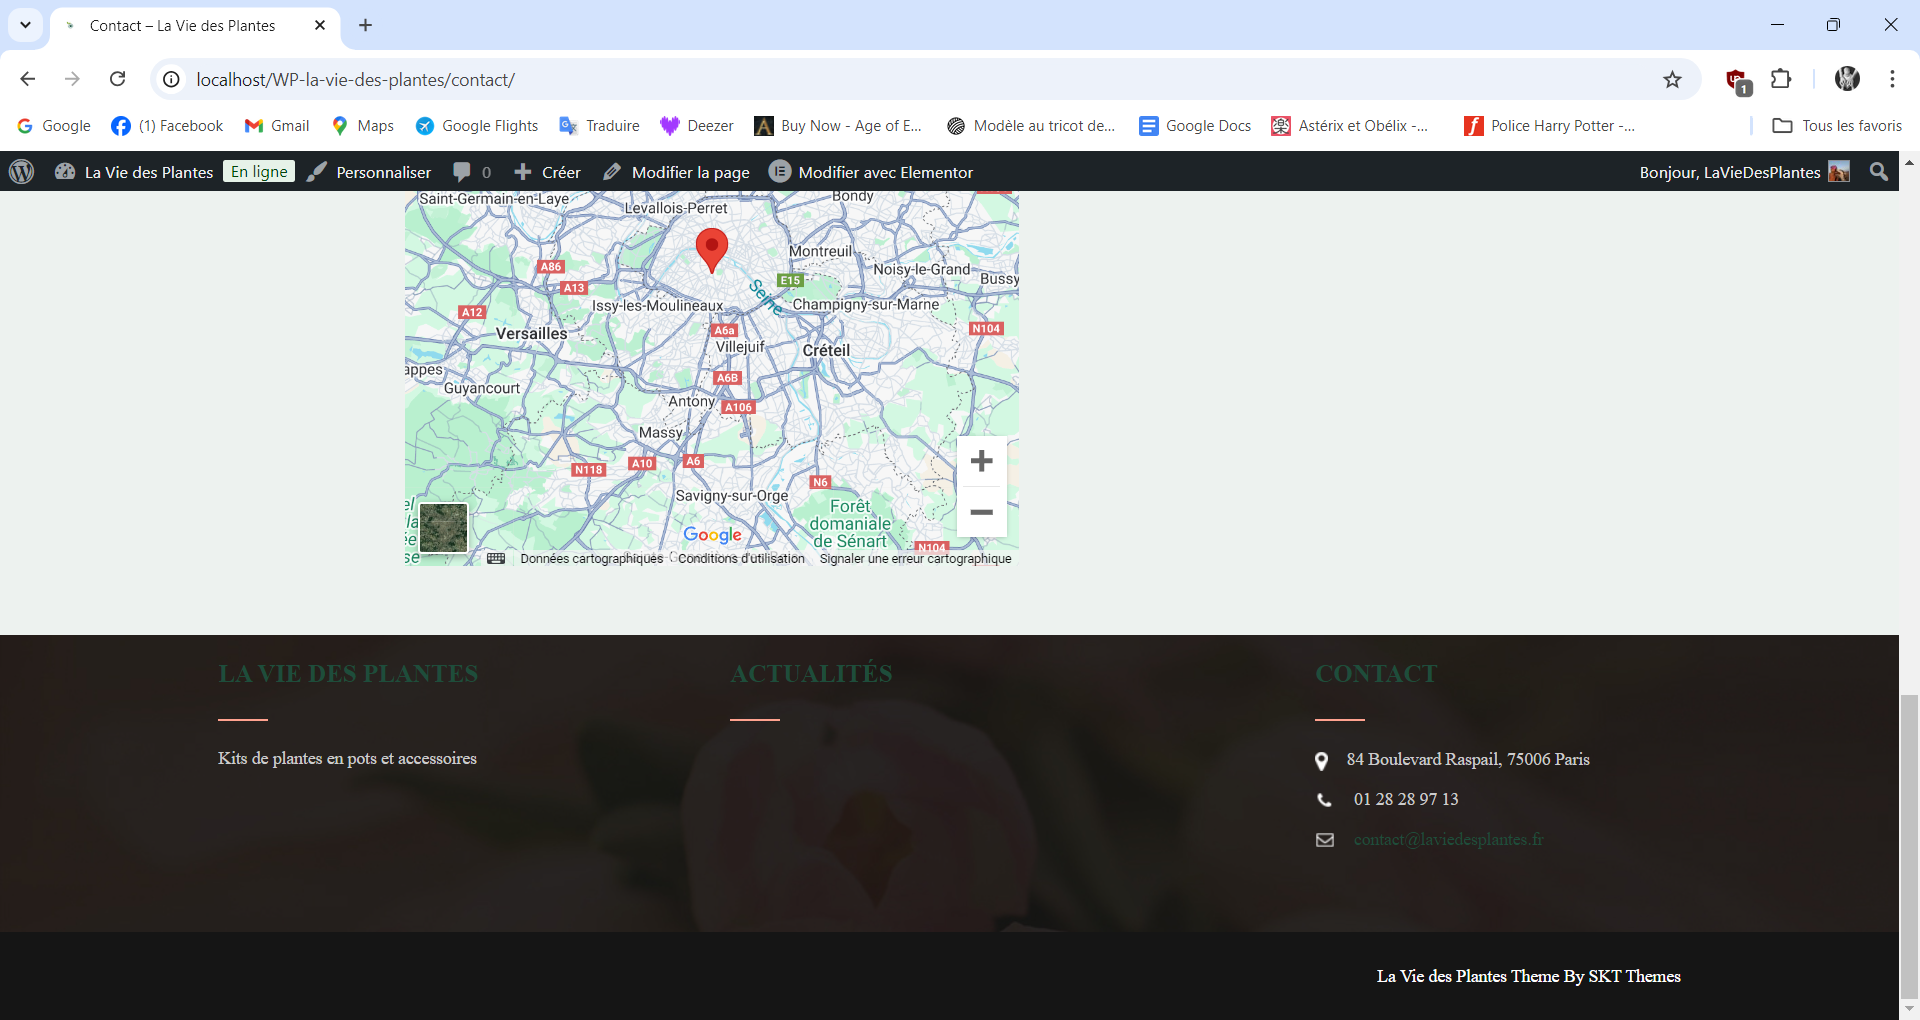 Contact – La Vie des Plantes
localhost/WP-la-vie-des-plantes/contact/
1
Google (1) Facebook Gmail Maps Google Flights Traduire Deezer Buy Now - Age of E... Modèle au tricot de... Google Docs Astérix et Obélix -... Police Harry Potter -... Tous les favoris
La Vie des Plantes En ligne Personnaliser 0 Créer Modifier la page Modifier avec Elementor Bonjour, LaVieDesPlantes
Saint-Germain-en-Laye
Bondy
Levallois-Perret
Montreuil
A86
Noisy-le-Grand
E15
Bussy
A13
Seine
Issy-les-Moulineaux
Champigny-sur-Marne
A12
Versailles
A6a
N104
Villejuif
Créteil
appes
A6B
Guyancourt
Antony
A106
Massy
N118
A10
A6
N6
Savigny-sur-Orge
Forêt
domaniale
de Sénart
Google
N104
Données cartographiques Conditions d'utilisation Signaler une erreur cartographique
LA VIE DES PLANTES
Kits de plantes en pots et accessoires
ACTUALITÉS
CONTACT
84 Boulevard Raspail, 75006 Paris
01 28 28 97 13
contact@laviedesplantes.fr
La Vie des Plantes Theme By SKT Themes